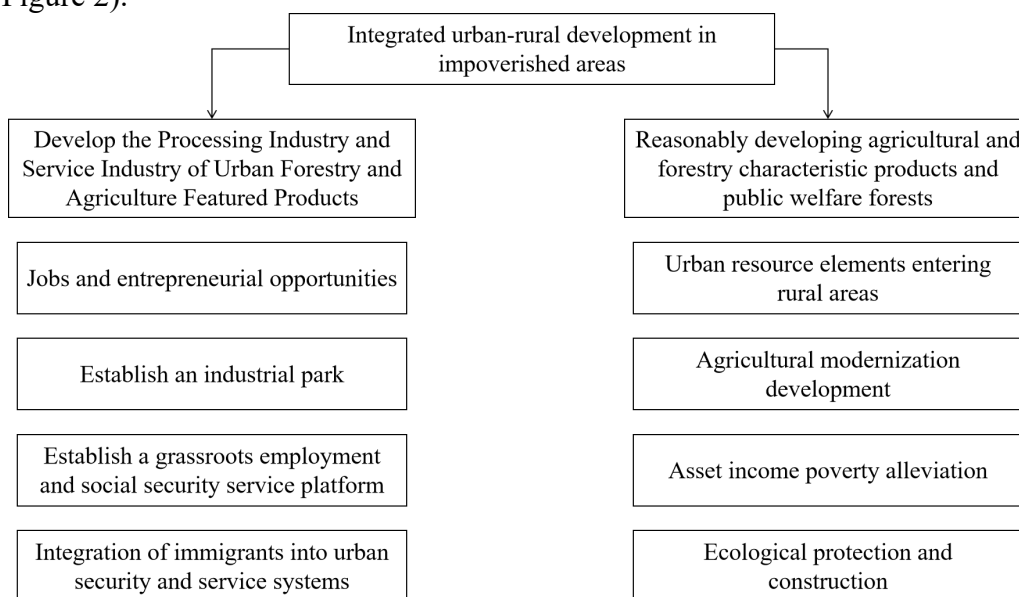 Figure 2).
Integrated urban-rural development in
impoverished areas
Develop the Processing Industry and
Service Industry of Urban Forestry and
Agriculture Featured Products
Jobs and entrepreneurial opportunities
Establish an industrial park
Establish a grassroots employment
and social security service platform
Integration of immigrants into urban
security and service systems
Reasonably developing agricultural and
forestry characteristic products and
public welfare forests
Urban resource elements entering
rural areas
Agricultural modernization
development
Asset income poverty alleviation
Ecological protection and
construction